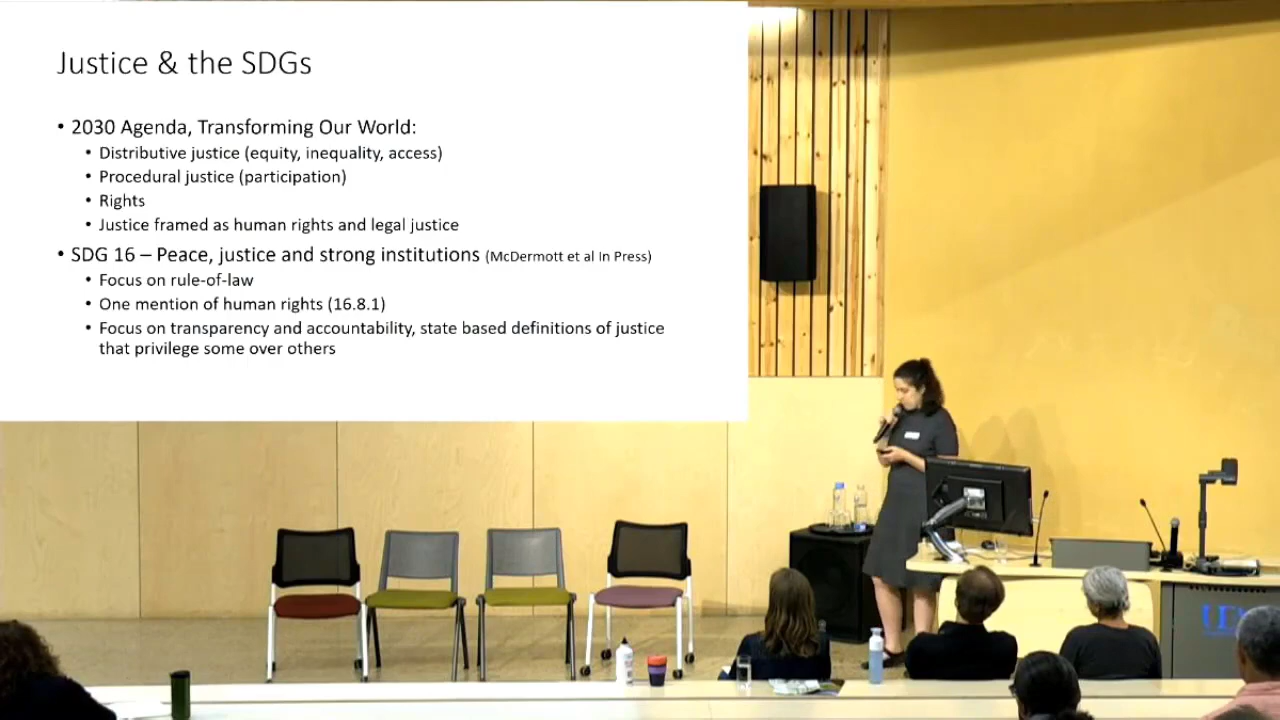 Justice & the SDGs
• 2030 Agenda, Transforming Our World:
• Distributive justice (equity, inequality, access)
• Procedural justice (participation)
• Rights
• Justice framed as human rights and legal justice
• SDG 16 – Peace, justice and strong institutions (McDermott et al In Press)
• Focus on rule-of-law
• One mention of human rights (16.8.1)
• Focus on transparency and accountability, state based definitions of justice
that privilege some over others